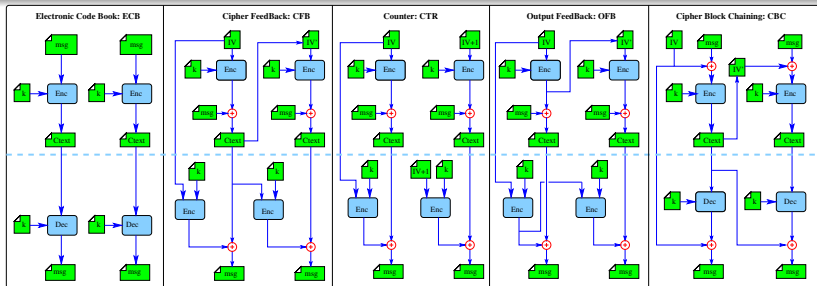 Electronic Code Book: ECB
msg msg
k Enc k Enc
Ctext Ctext
k Dec k Dec
msg msg
Cipher FeedBack: CFB
IV IV'
k Enc k Enc
msg msg
Ctext Ctext
k k
Enc Enc
msg msg
Counter: CTR
IV IV+1
k Enc k Enc
msg msg
Ctext Ctext
k IV+1 k
Enc Enc
msg msg
Output FeedBack: OFB
IV IV'
k Enc k Enc
msg msg
Ctext Ctext
k k
Enc Enc
msg msg
Cipher Block Chaining: CBC
IV msg msg
IV'
k Enc k Enc
Ctext Ctext
k Dec k Dec
msg msg